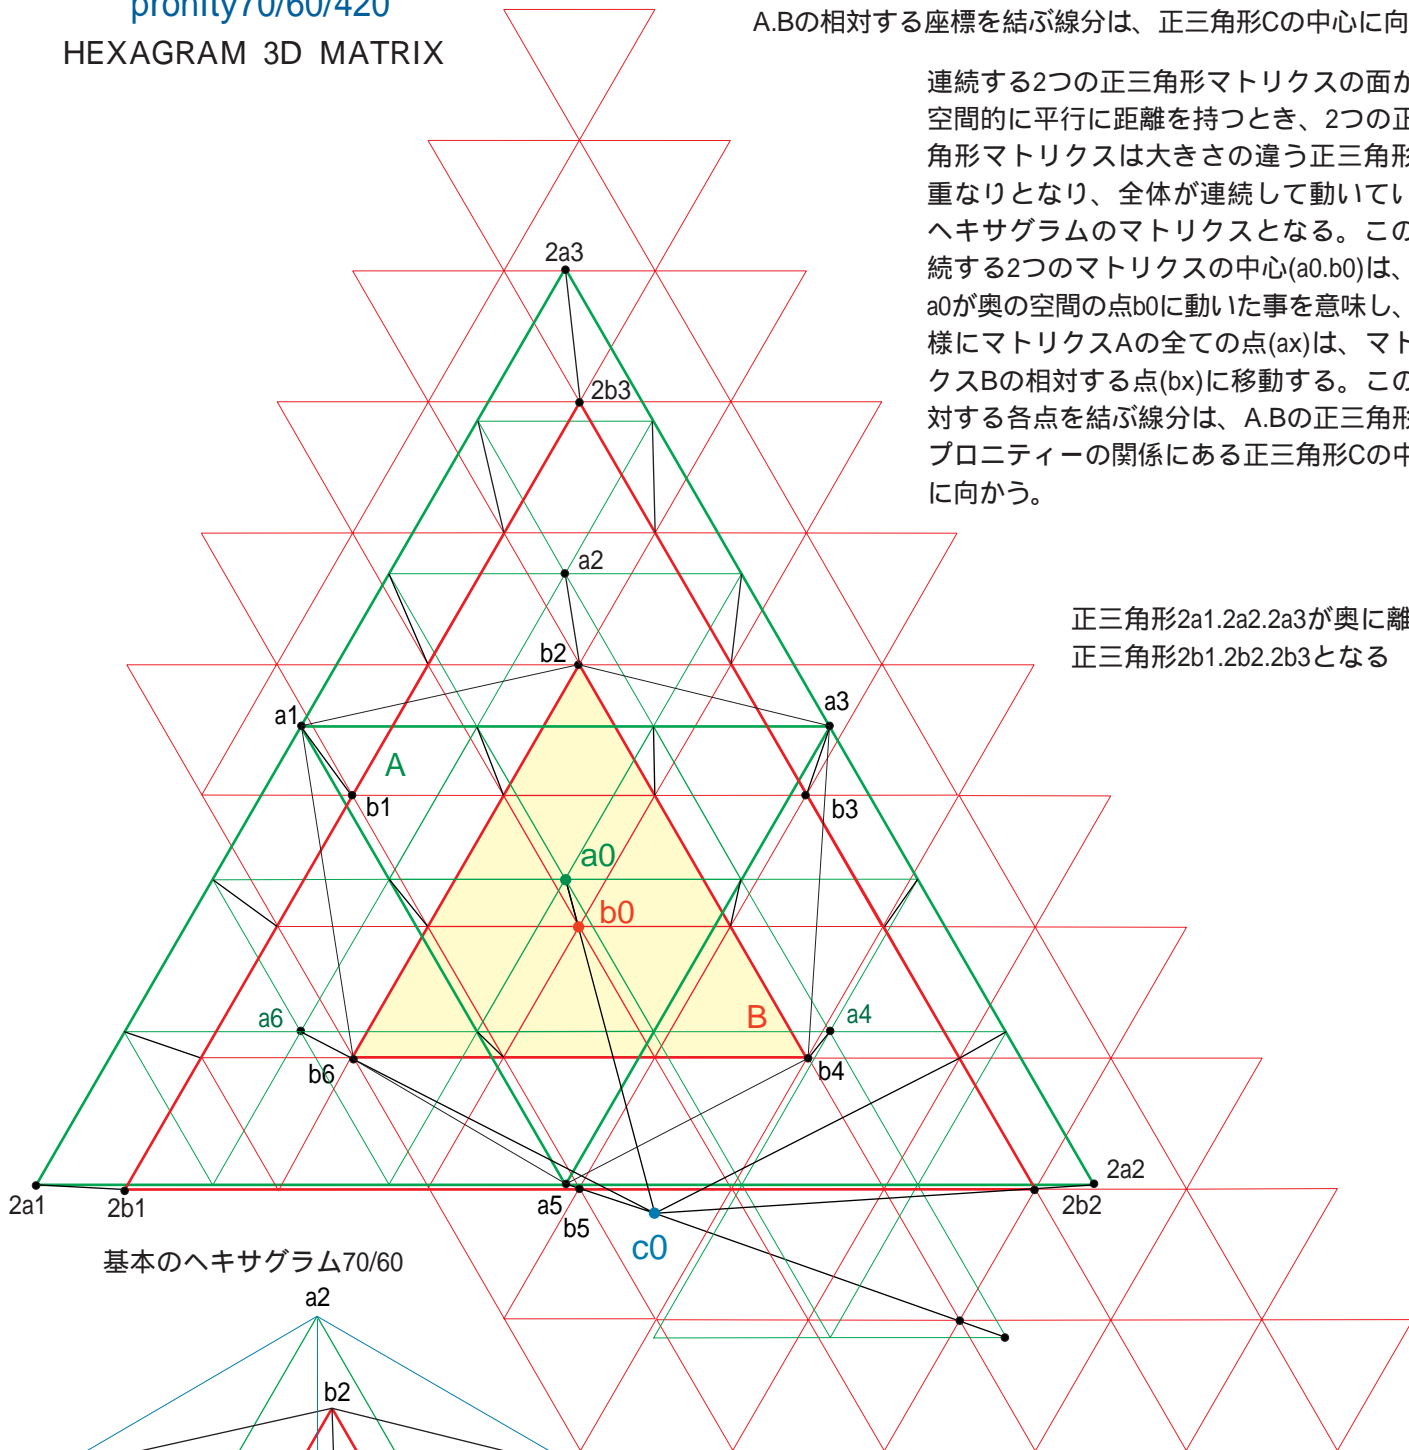 pronity70/60/420
HEXAGRAM 3D MATRIX
A.Bの相対する座標を結ぶ線分は、正三角形Cの中心に向
連続する2つの正三角形マトリクスの面が
空間的に平行に距離を持つとき、2つの正
角形マトリクスは大きさの違う正三角形
重なりとなり、全体が連続して動いてい
ヘキサグラムのマトリクスとなる。この
続する2つのマトリクスの中心(a0.b0)は、
a0が奥の空間の点b0に動いた事を意味し、
様にマトリクスAの全ての点(ax)は、マト
クスBの相対する点(bx)に移動する。この
対する各点を結ぶ線分は、A.Bの正三角形
プロニティーの関係にある正三角形Cの中
に向かう。
正三角形2a1.2a2.2a3が奥に離
正三角形2b1.2b2.2b3となる
2a3
2b3
a2
b2
a1
a3
A
b1
b3
a0
b0
a6
B
a4
b6
b4
2a1
2b1
a5
b5
c0
2a2
2b2
基本のヘキサグラム70/60
a2
b2